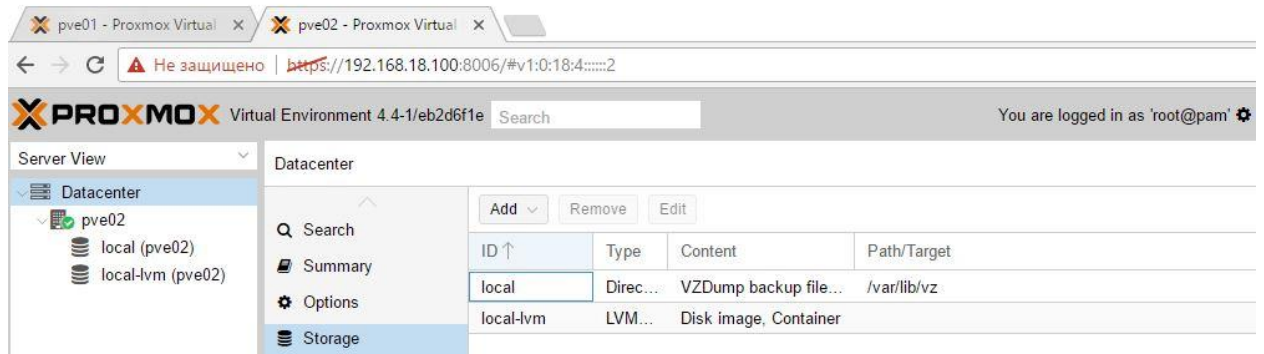 pve01 - Proxmox Virtual
pve02 - Proxmox Virtual
Не защищено | https://192.168.18.100:8006/#v1:0:18:4::::::2
PROXMOX Virtual Environment 4.4-1/eb2d6f1e Search You are logged in as 'root@pam'
Server View
Datacenter
pve02
local (pve02)
local-lvm (pve02)
Datacenter
Search
Summary
Options
Storage
Add Remove Edit
ID Type Content Path/Target
local Direc... VZDump backup file... /var/lib/vz
local-lvm LVM... Disk image, Container